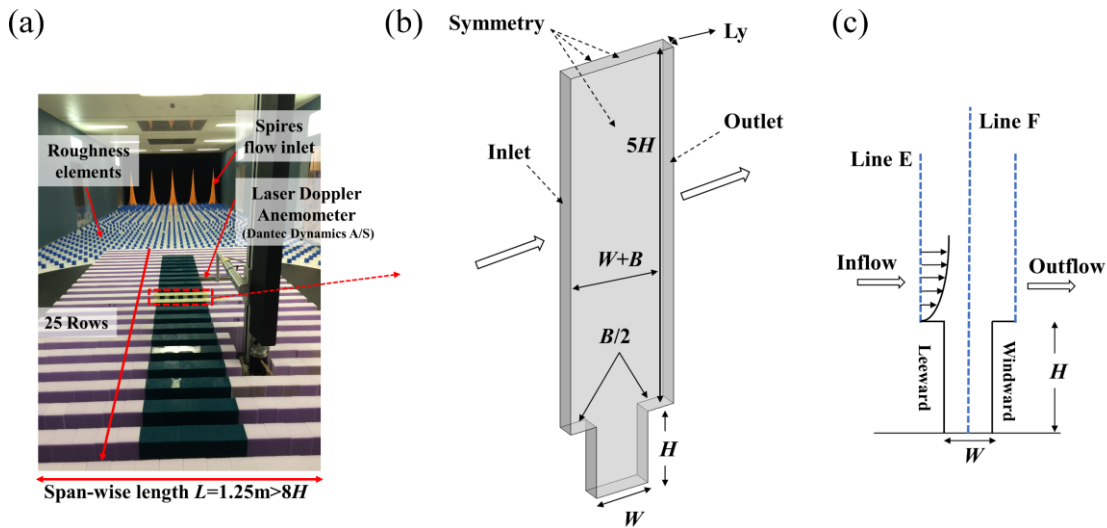 (a)
Roughness
elements
Spires
flow inlet
Laser Doppler
Anemometer
(Dantec Dynamics A/S)
25 Rows
Span-wise length L=1.25m>8H
(b)
Symmetry
Ly
Inlet
5H
Outlet
W+B
B/2
H
W
(c)
Line F
Line E
Inflow
Outflow
Leeward
Windward
H
W